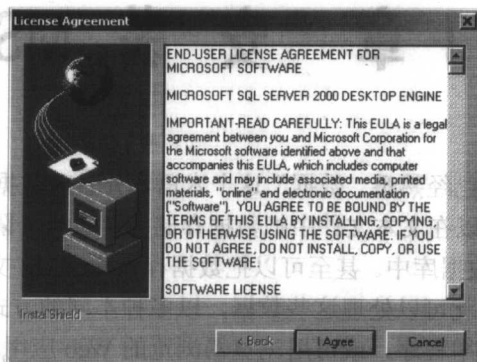 License Agreement
END-USER LICENSE AGREEMENT FOR
MICROSOFT SOFTWARE
MICROSOFT SQL SERVER 2000 DESKTOP ENGINE
IMPORTANT-READ CAREFULLY: This EULA is a legal
agreement between you and Microsoft Corporation for
the Microsoft software identified above and that
accompanies this EULA, which includes computer
software and may include associated media, printed
materials, "online" and electronic documentation
("Software"). YOU AGREE TO BE BOUND BY THE
TERMS OF THIS EULA BY INSTALLING, COPYING,
OR OTHERWISE USING THE SOFTWARE. IF YOU
DO NOT AGREE, DO NOT INSTALL, COPY, OR USE
THE SOFTWARE.
SOFTWARE LICENSE
InstallShield
< Back
I Agree
Cancel